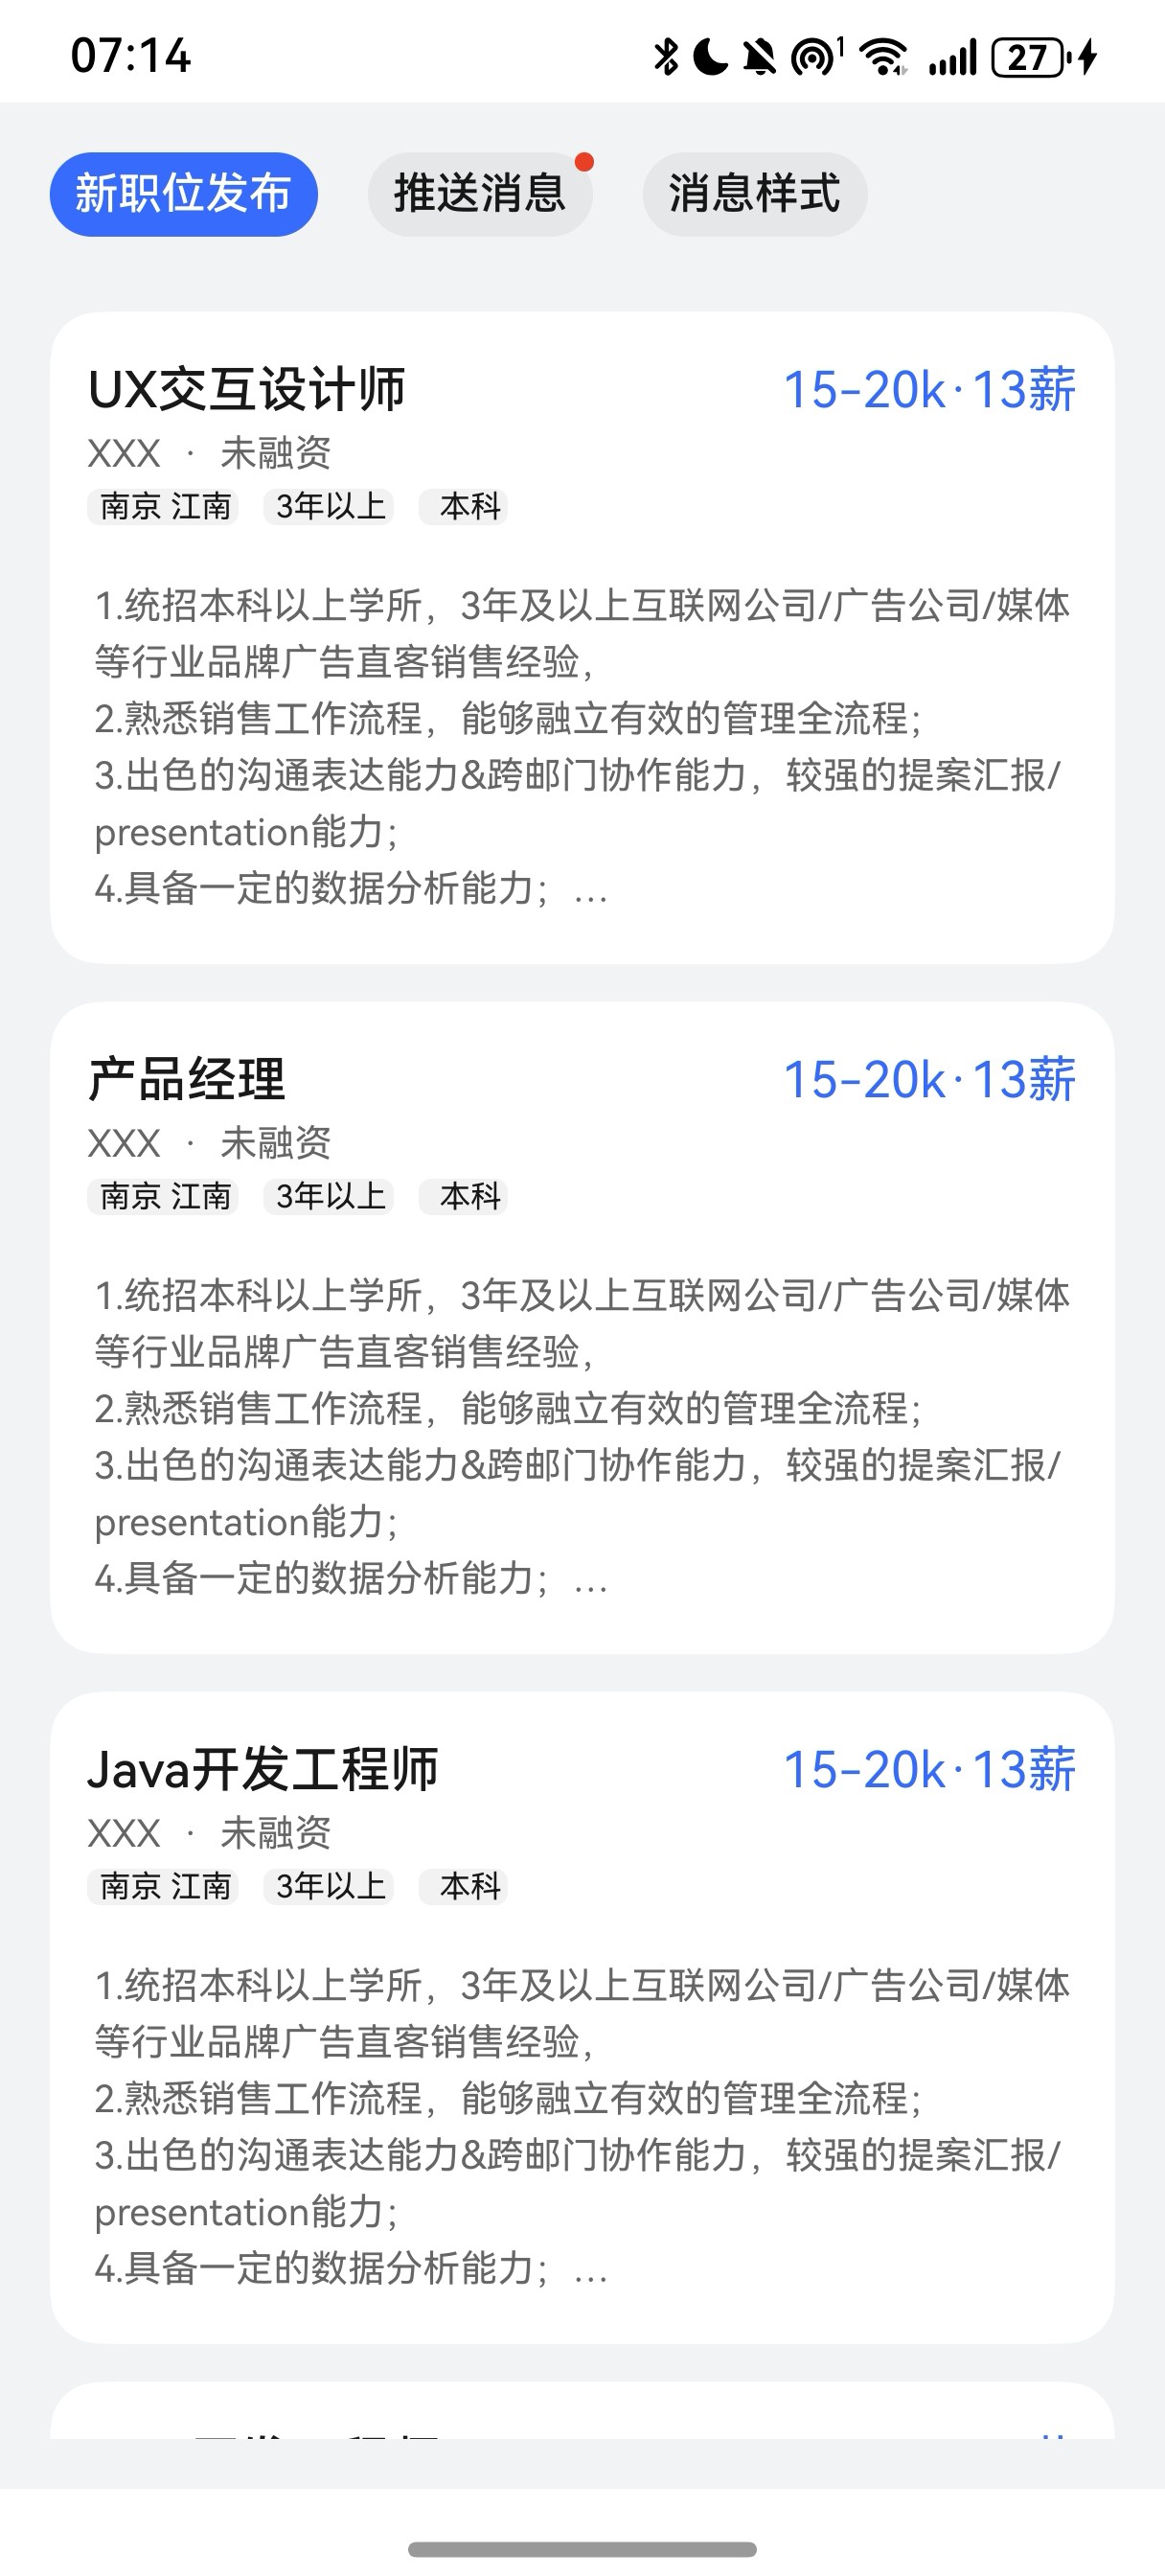 07:14
1
27
新职位发布 推送消息 消息样式
UX交互设计师 15-20k·13薪
XXX · 未融资
南京 江南 3年以上 本科
1.统招本科以上学所，3年及以上互联网公司/广告公司/媒体
等行业品牌广告直客销售经验，
2.熟悉销售工作流程，能够融立有效的管理全流程；
3.出色的沟通表达能力&跨邮门协作能力，较强的提案汇报/
presentation能力；
4.具备一定的数据分析能力；...
产品经理 15-20k·13薪
XXX · 未融资
南京 江南 3年以上 本科
1.统招本科以上学所，3年及以上互联网公司/广告公司/媒体
等行业品牌广告直客销售经验，
2.熟悉销售工作流程，能够融立有效的管理全流程；
3.出色的沟通表达能力&跨邮门协作能力，较强的提案汇报/
presentation能力；
4.具备一定的数据分析能力；...
Java开发工程师 15-20k·13薪
XXX · 未融资
南京 江南 3年以上 本科
1.统招本科以上学所，3年及以上互联网公司/广告公司/媒体
等行业品牌广告直客销售经验，
2.熟悉销售工作流程，能够融立有效的管理全流程；
3.出色的沟通表达能力&跨邮门协作能力，较强的提案汇报/
presentation能力；
4.具备一定的数据分析能力；...